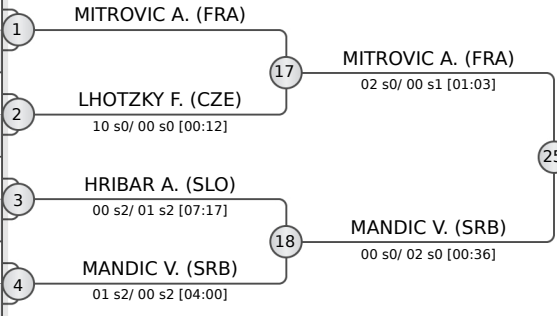 MITROVIC A. (FRA)
1
17
MITROVIC A. (FRA)
02 s0/ 00 s1 [01:03]
LHOTZKY F. (CZE)
2
10 s0/ 00 s0 [00:12]
25
HRIBAR A. (SLO)
3
00 s2/ 01 s2 [07:17]
18
MANDIC V. (SRB)
00 s0/ 02 s0 [00:36]
MANDIC V. (SRB)
4
01 s2/ 00 s2 [04:00]